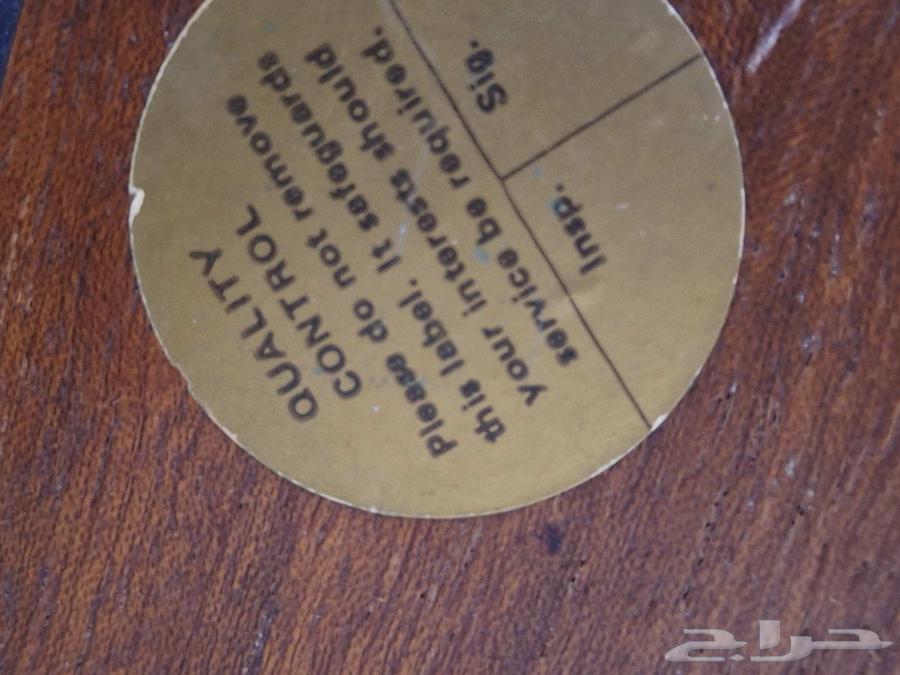 QUALITY
CONTROL
Please do not remove
this label. It safeguards
your interests should
service be required.
Insp.
Sig.
حراج